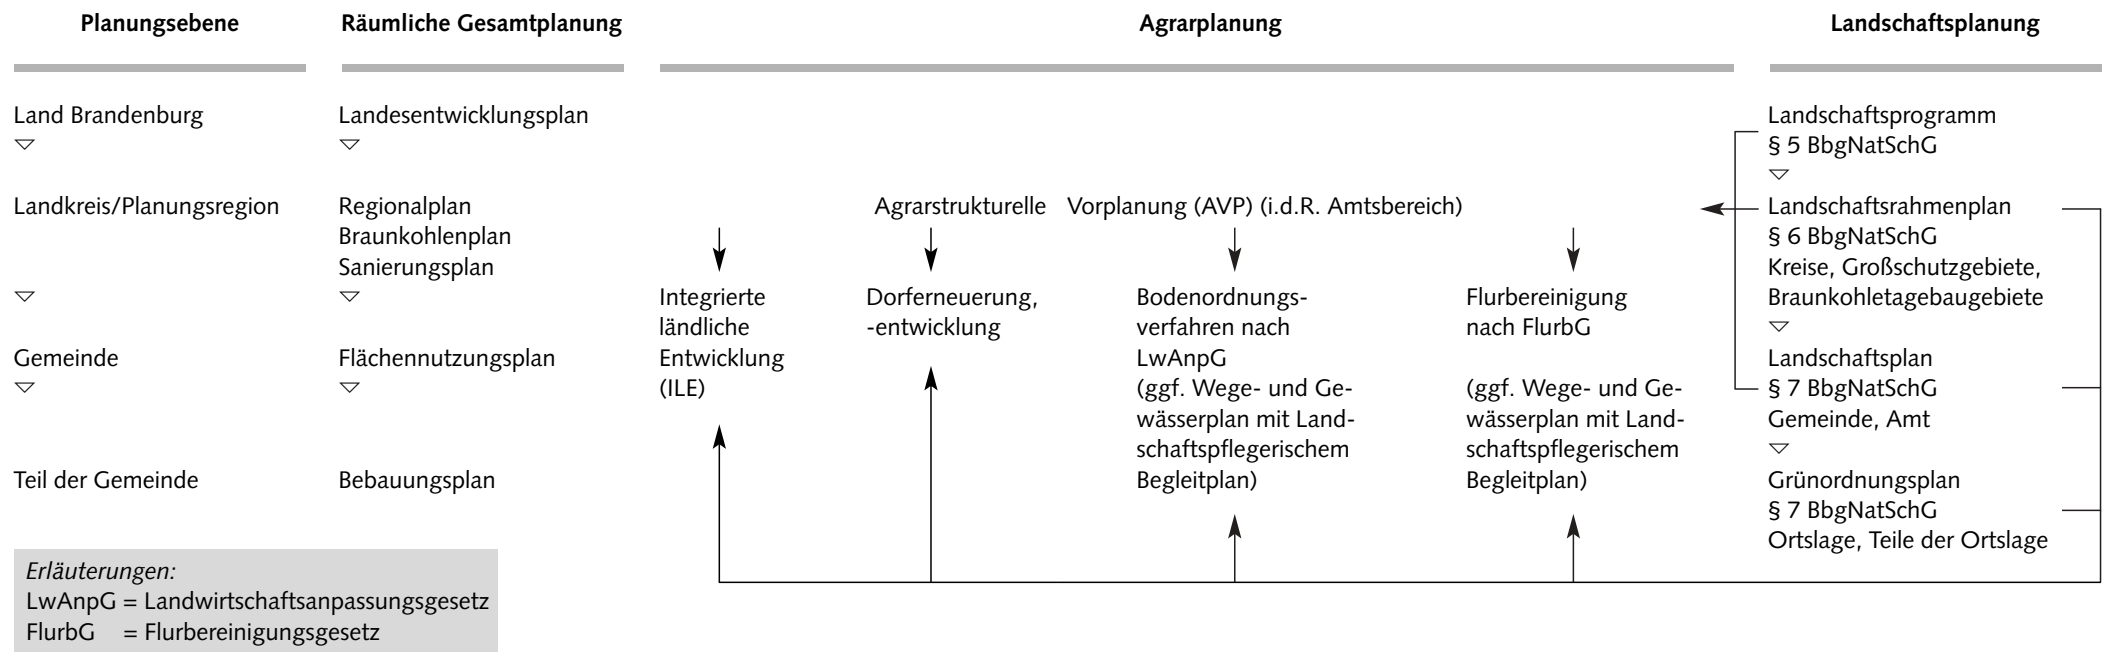 Planungsebene
Räumliche Gesamtplanung
Agrarplanung
Landschaftsplanung
Land Brandenburg
Landkreis/Planungsregion
Gemeinde
Teil der Gemeinde
Landesentwicklungsplan
Regionalplan
Braunkohlenplan
Sanierungsplan
Flächennutzungsplan
Bebauungsplan
Agrarstrukturelle Vorplanung (AVP) (i.d.R. Amtsbereich)
Integrierte
ländliche
Entwicklung
(ILE)
Dorferneuerung,
-entwicklung
Bodenordnungs-
verfahren nach
LwAnpG
(ggf. Wege- und Ge-
wässerplan mit Land-
schaftspflegerischem
Begleitplan)
Flurbereinigung
nach FlurbG
(ggf. Wege- und Ge-
wässerplan mit Land-
schaftspflegerischem
Begleitplan)
Landschaftsprogramm
§ 5 BbgNatSchG
Landschaftsrahmenplan
§ 6 BbgNatSchG
Kreise, Großschutzgebiete,
Braunkohletagebaugebiete
Landschaftsplan
§ 7 BbgNatSchG
Gemeinde, Amt
Grünordnungsplan
§ 7 BbgNatSchG
Ortslage, Teile der Ortslage
Erläuterungen:
LwAnpG = Landwirtschaftsanpassungsgesetz
FlurbG = Flurbereinigungsgesetz